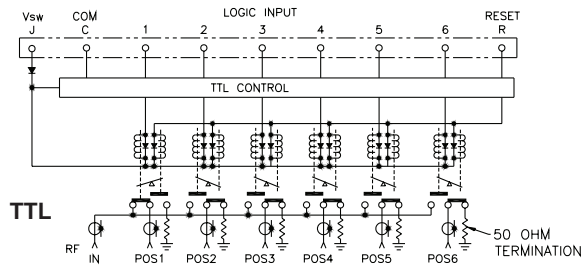 Vsw COM LOGIC INPUT RESET
J C 1 2 3 4 5 6 R
TTL CONTROL
TTL
RF IN POS1 POS2 POS3 POS4 POS5 POS6
50 OHM
TERMINATION